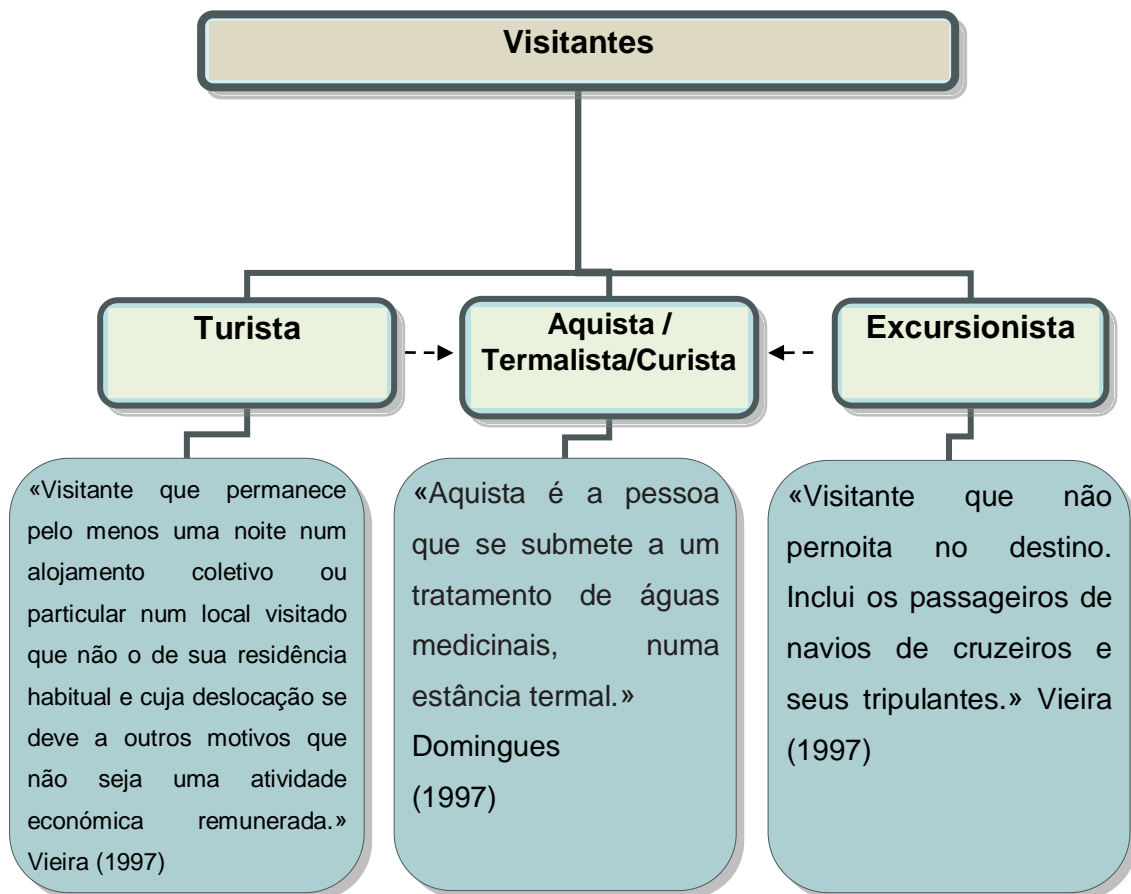 Visitantes
Turista
Aquista /
Termalista/Curista
Excursionista
«Visitante que permanece
pelo menos uma noite num
alojamento coletivo ou
particular num local visitado
que não o de sua residência
habitual e cuja deslocação se
deve a outros motivos que
não seja uma atividade
económica remunerada.»
Vieira (1997)
«Aquista é a pessoa
que se submete a um
tratamento de águas
medicinais, numa
estância termal.»
Domingues
(1997)
«Visitante que não
pernoita no destino.
Inclui os passageiros de
navios de cruzeiros e
seus tripulantes.» Vieira
(1997)